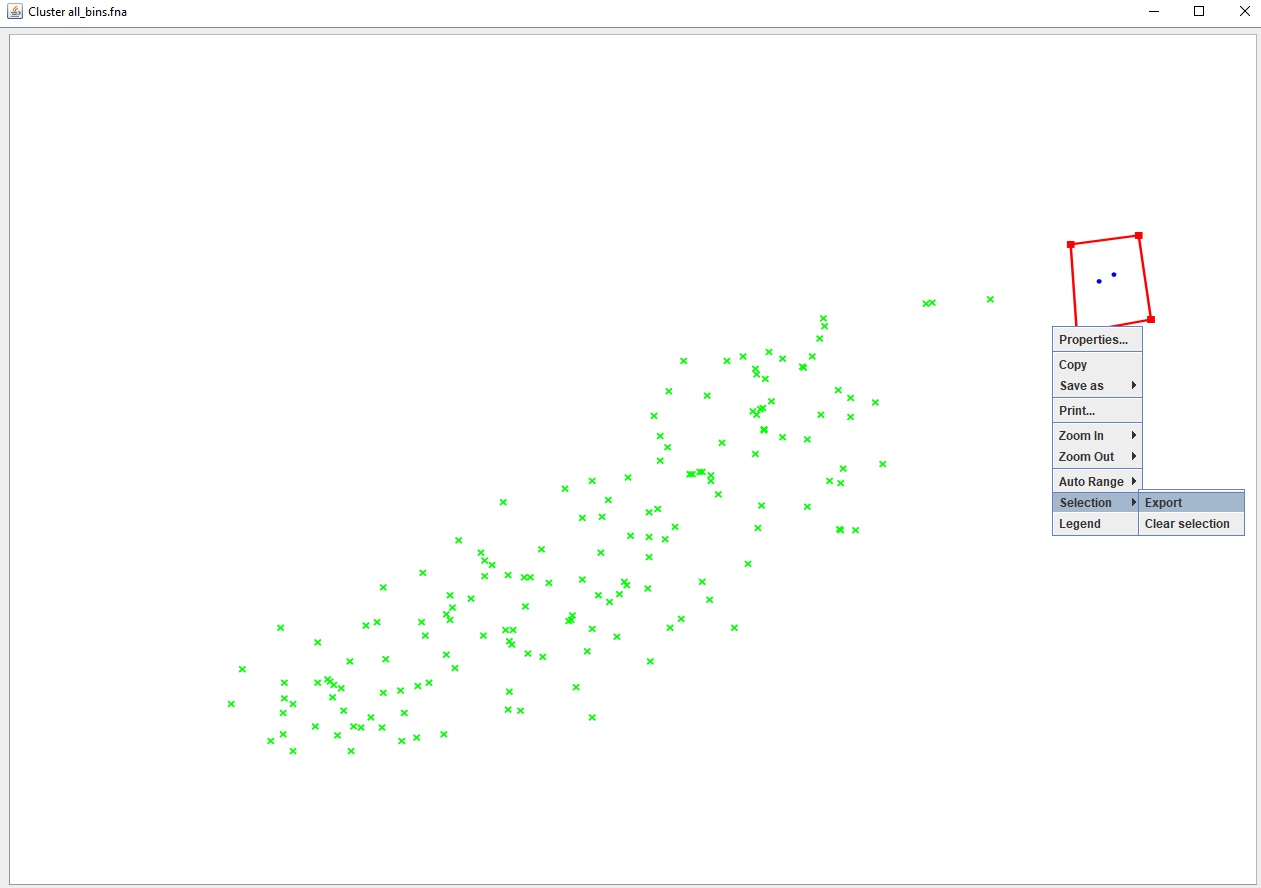 Cluster all_bins.fna
Properties...
Copy
Save as
Print...
Zoom In
Zoom Out
Auto Range
Selection
Export
Legend
Clear selection